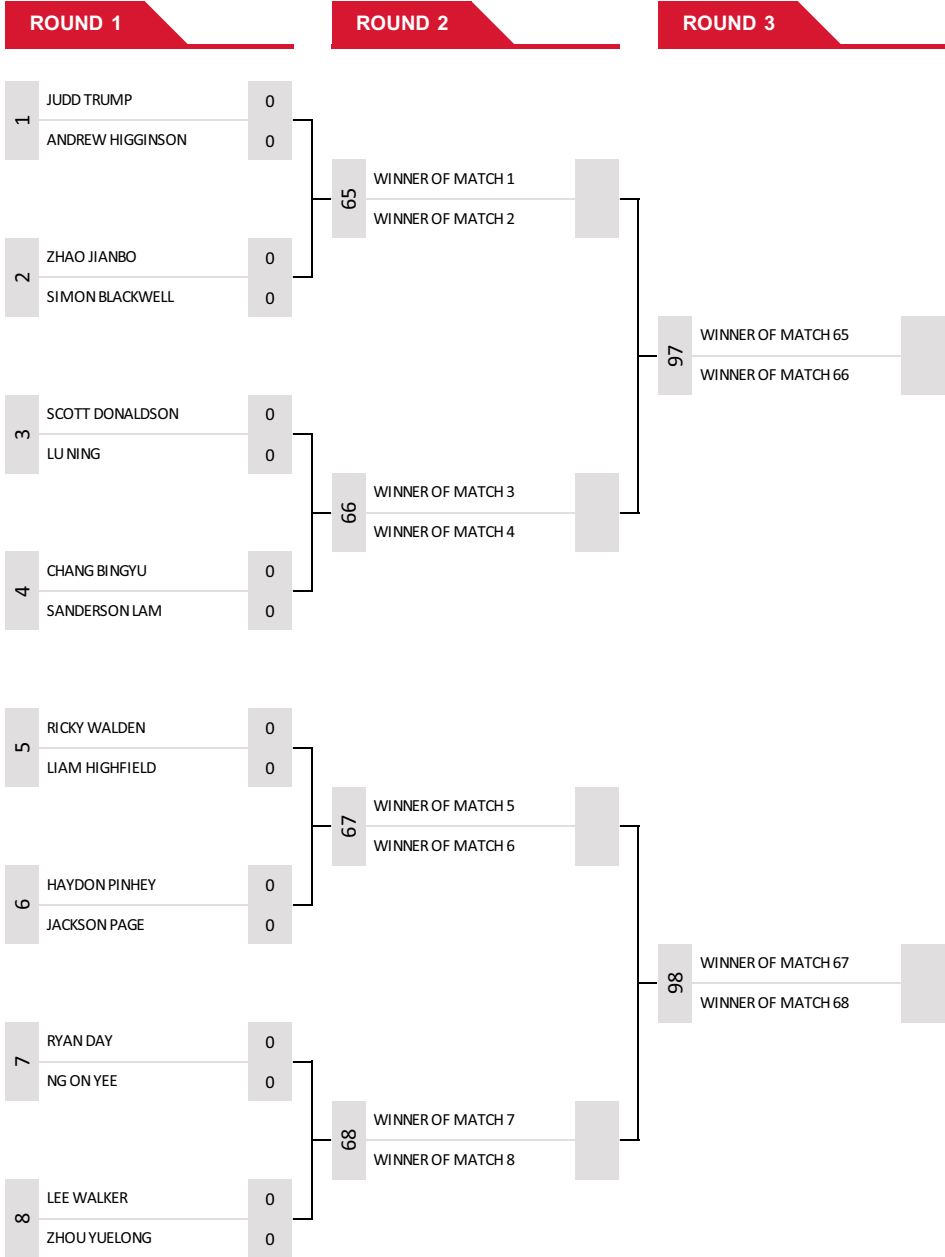 ROUND 1
ROUND 2
ROUND 3
1
JUDD TRUMP 0
ANDREW HIGGINSON 0
65
WINNER OF MATCH 1
WINNER OF MATCH 2
2
ZHAO JIANBO 0
SIMON BLACKWELL 0
97
WINNER OF MATCH 65
WINNER OF MATCH 66
3
SCOTT DONALDSON 0
LU NING 0
66
WINNER OF MATCH 3
WINNER OF MATCH 4
4
CHANG BINGYU 0
SANDERSON LAM 0
5
RICKY WALDEN 0
LIAM HIGHFIELD 0
67
WINNER OF MATCH 5
WINNER OF MATCH 6
6
HAYDON PINHEY 0
JACKSON PAGE 0
98
WINNER OF MATCH 67
WINNER OF MATCH 68
7
RYAN DAY 0
NG ON YEE 0
68
WINNER OF MATCH 7
WINNER OF MATCH 8
8
LEE WALKER 0
ZHOU YUELONG 0